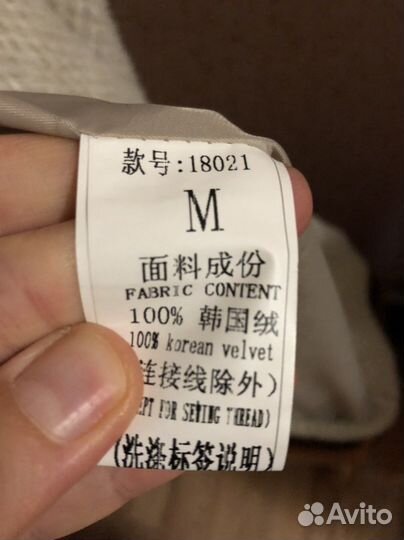 款号:18021
M
面料成份
FABRIC CONTENT
100% 韩国绒
100% korean velvet
连接线除外)
EPT FOR SEWING THREAD)
(洗涤标签说明)
Avito